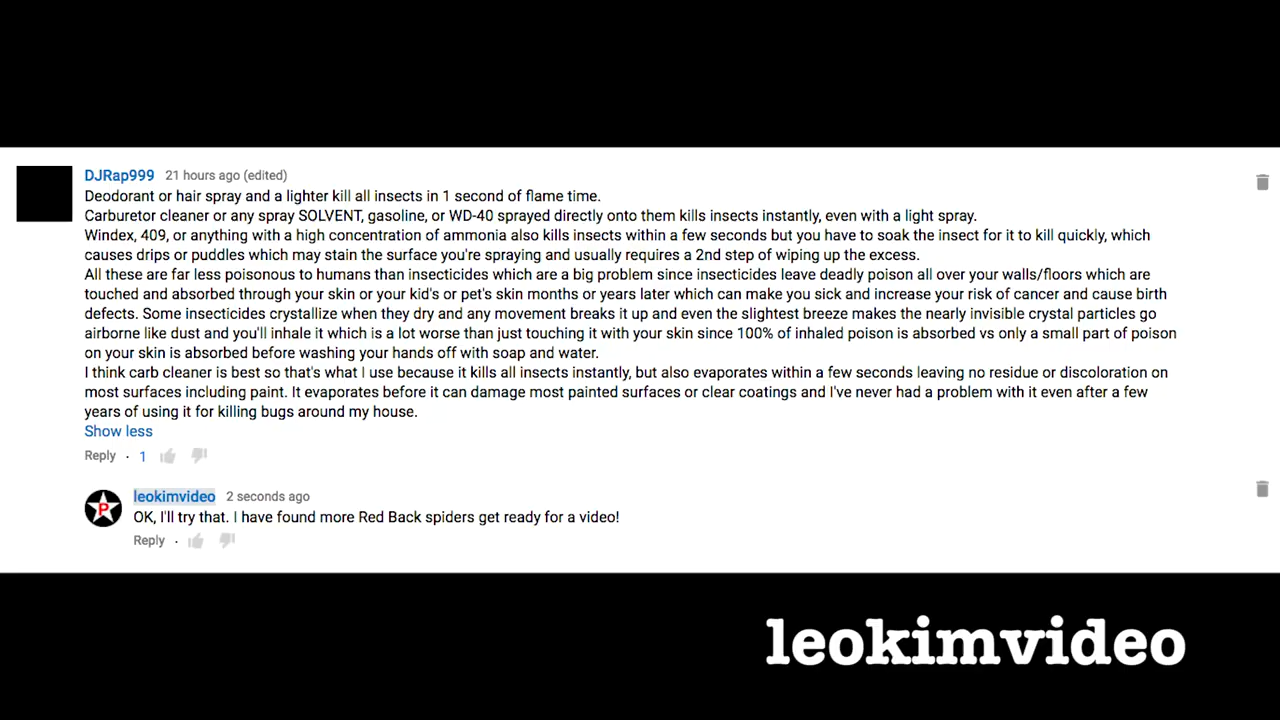 DJRap999 21 hours ago (edited)
Deodorant or hair spray and a lighter kill all insects in 1 second of flame time.
Carburetor cleaner or any spray SOLVENT, gasoline, or WD-40 sprayed directly onto them kills insects instantly, even with a light spray.
Windex, 409, or anything with a high concentration of ammonia also kills insects within a few seconds but you have to soak the insect for it to kill quickly, which
causes drips or puddles which may stain the surface you're spraying and usually requires a 2nd step of wiping up the excess.
All these are far less poisonous to humans than insecticides which are a big problem since insecticides leave deadly poison all over your walls/floors which are
touched and absorbed through your skin or your kid's or pet's skin months or years later which can make you sick and increase your risk of cancer and cause birth
defects. Some insecticides crystallize when they dry and any movement breaks it up and even the slightest breeze makes the nearly invisible crystal particles go
airborne like dust and you'll inhale it which is a lot worse than just touching it with your skin since 100% of inhaled poison is absorbed vs only a small part of poison
on your skin is absorbed before washing your hands off with soap and water.
I think carb cleaner is best so that's what I use because it kills all insects instantly, but also evaporates within a few seconds leaving no residue or discoloration on
most surfaces including paint. It evaporates before it can damage most painted surfaces or clear coatings and I've never had a problem with it even after a few
years of using it for killing bugs around my house.
Show less
Reply · 1
P
leokimvideo 2 seconds ago
OK, I'll try that. I have found more Red Back spiders get ready for a video!
Reply ·
leokimvideo